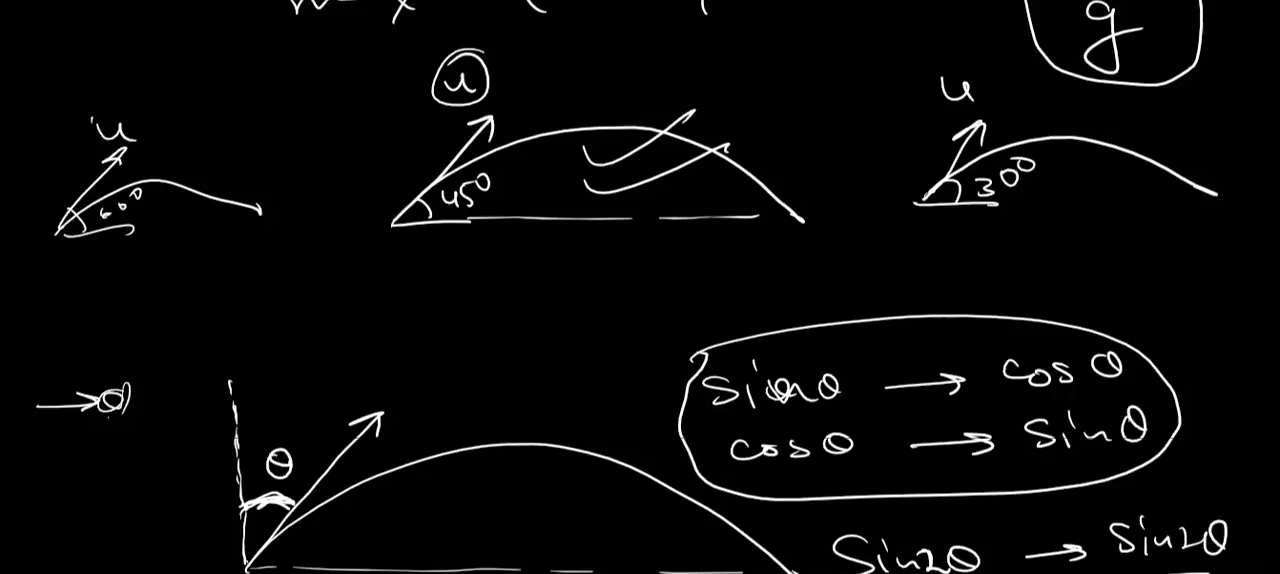 g
u
u
u
60°
45°
30°
θ
sinθ → cosθ
cosθ → sinθ
sin2θ → sin2θ